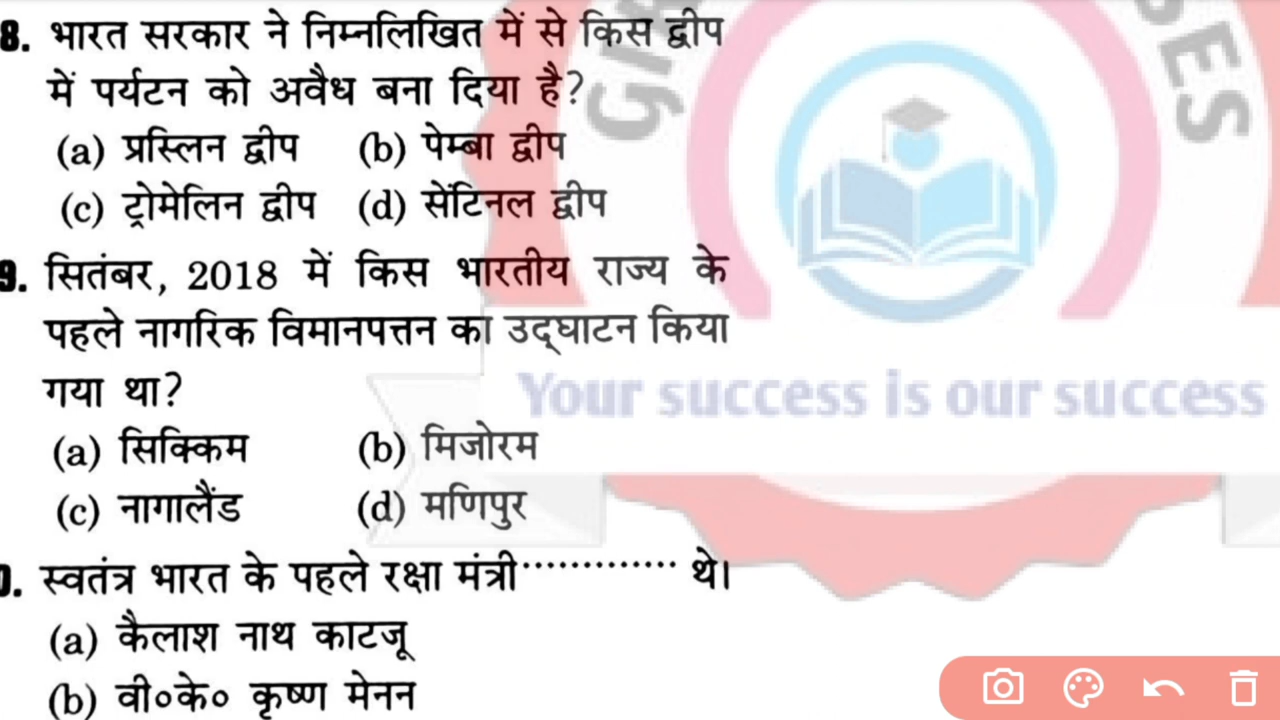 8. भारत सरकार ने निम्नलिखित में से किस द्वीप
में पर्यटन को अवैध बना दिया है?
(a) प्रस्लिन द्वीप (b) पेम्बा द्वीप
(c) ट्रोमेलिन द्वीप (d) सेंटिनल द्वीप
9. सितंबर, 2018 में किस भारतीय राज्य के
पहले नागरिक विमानपत्तन का उद्घाटन किया
गया था?
Your success is our success
(a) सिक्किम (b) मिजोरम
(c) नागालैंड (d) मणिपुर
0. स्वतंत्र भारत के पहले रक्षा मंत्री ............. थे।
(a) कैलाश नाथ काटजू
(b) वी०के० कृष्ण मेनन